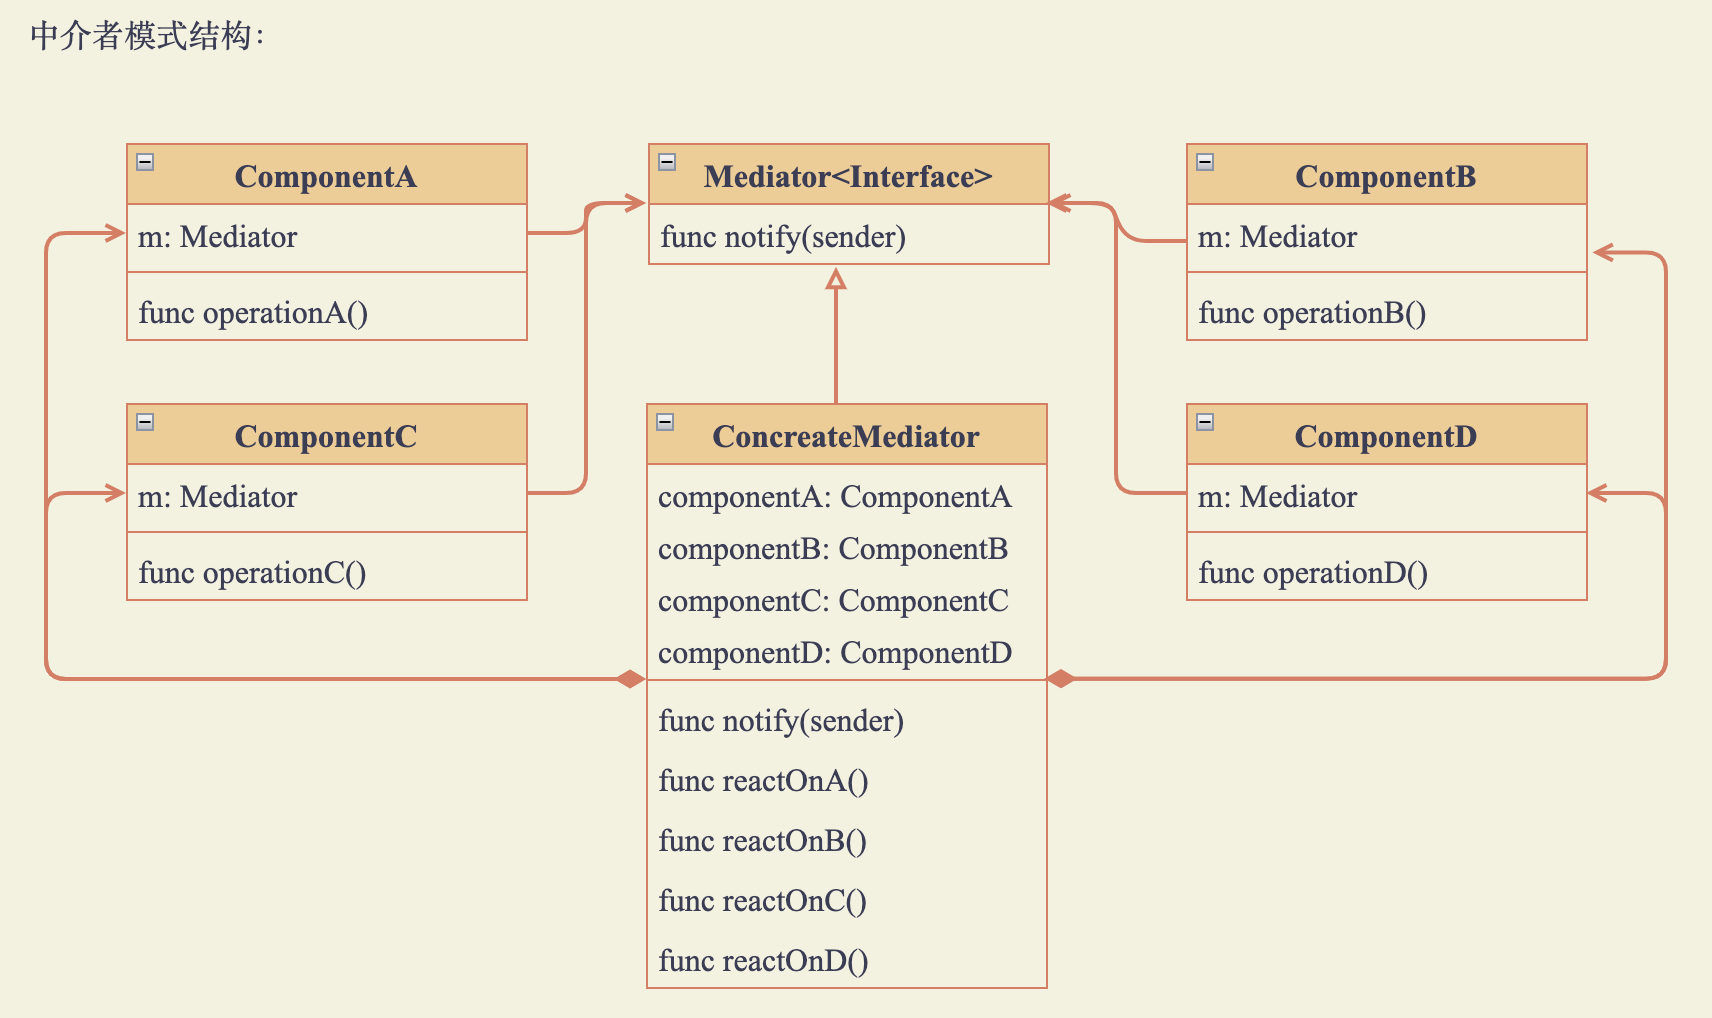 中介者模式结构：
ComponentA
m: Mediator
func operationA()
Mediator<Interface>
func notify(sender)
ComponentB
m: Mediator
func operationB()
ComponentC
m: Mediator
func operationC()
ConcreateMediator
componentA: ComponentA
componentB: ComponentB
componentC: ComponentC
componentD: ComponentD
func notify(sender)
func reactOnA()
func reactOnB()
func reactOnC()
func reactOnD()
ComponentD
m: Mediator
func operationD()